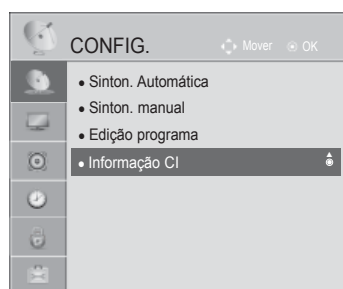 CONFIG. Mover OK
• Sinton. Automática
• Sinton. manual
• Edição programa
• Informação CI